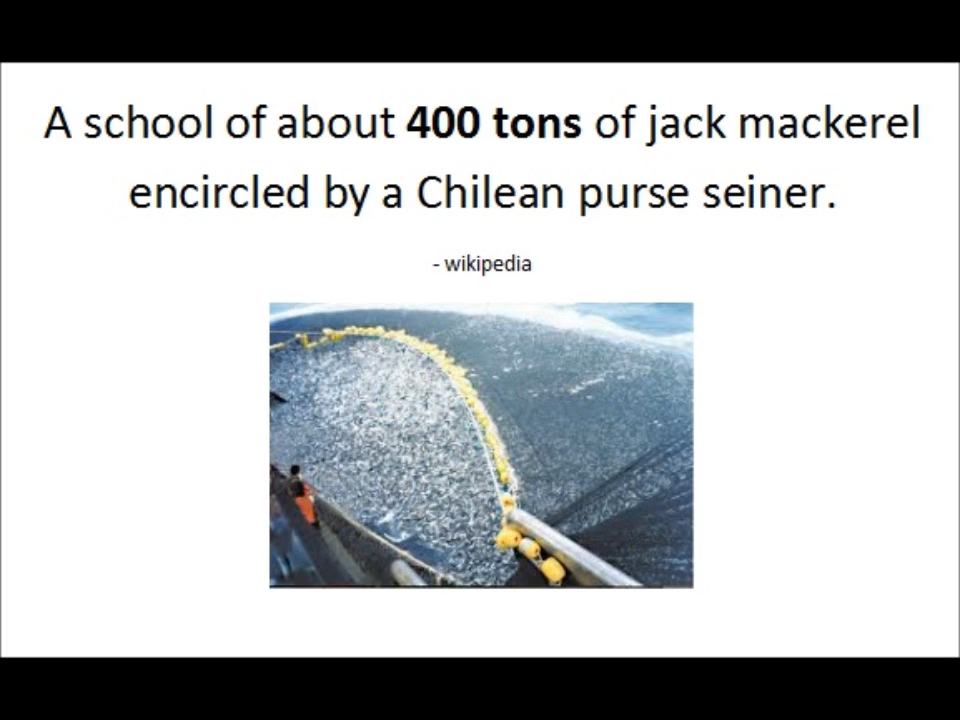 A school of about 400 tons of jack mackerel
encircled by a Chilean purse seiner.
- wikipedia